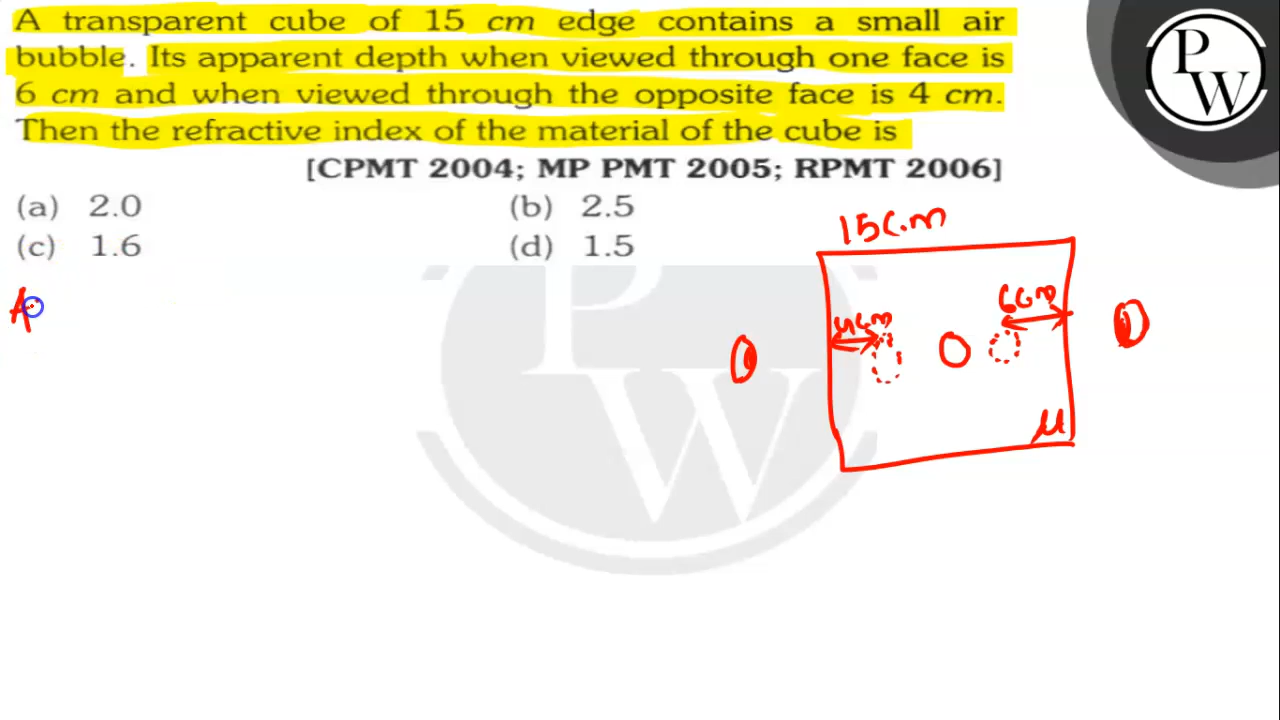 A transparent cube of 15 cm edge contains a small air
bubble. Its apparent depth when viewed through one face is
6 cm and when viewed through the opposite face is 4 cm.
Then the refractive index of the material of the cube is
[CPMT 2004; MP PMT 2005; RPMT 2006]
(a) 2.0 (b) 2.5
(c) 1.6 (d) 1.5
P
W
15c.m
6cm
4cm
μ
A
P
W